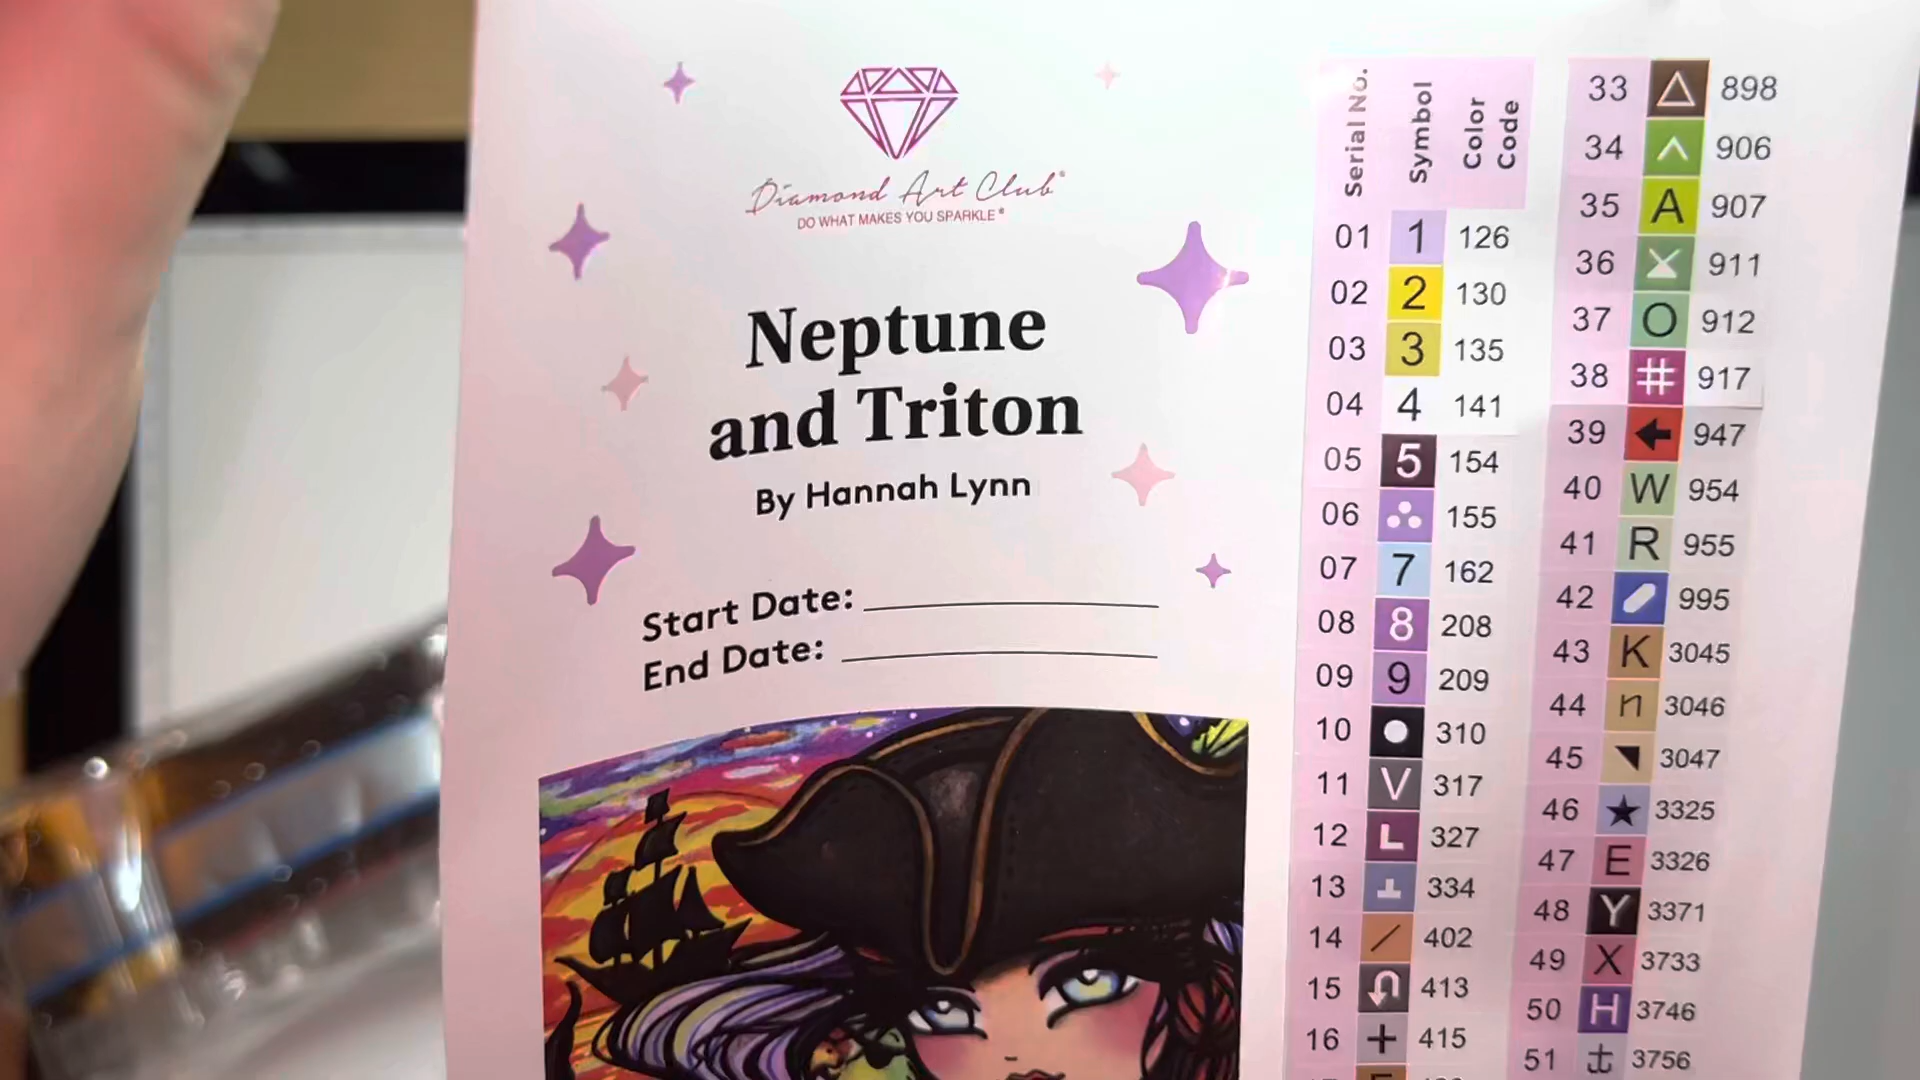 Diamond Art Club®
DO WHAT MAKES YOU SPARKLE®
Neptune
and Triton
By Hannah Lynn
Start Date:
End Date:
Serial No. Symbol Color Code
01 1 126
02 2 130
03 3 135
04 4 141
05 5 154
06 155
07 7 162
08 8 208
09 9 209
10 310
11 V 317
12 L 327
13 334
14 / 402
15 413
16 + 415
33 △ 898
34 ^ 906
35 A 907
36 911
37 O 912
38 # 917
39 ← 947
40 W 954
41 R 955
42 995
43 K 3045
44 n 3046
45 ◥ 3047
46 ★ 3325
47 E 3326
48 Y 3371
49 X 3733
50 H 3746
51 ⚓ 3756